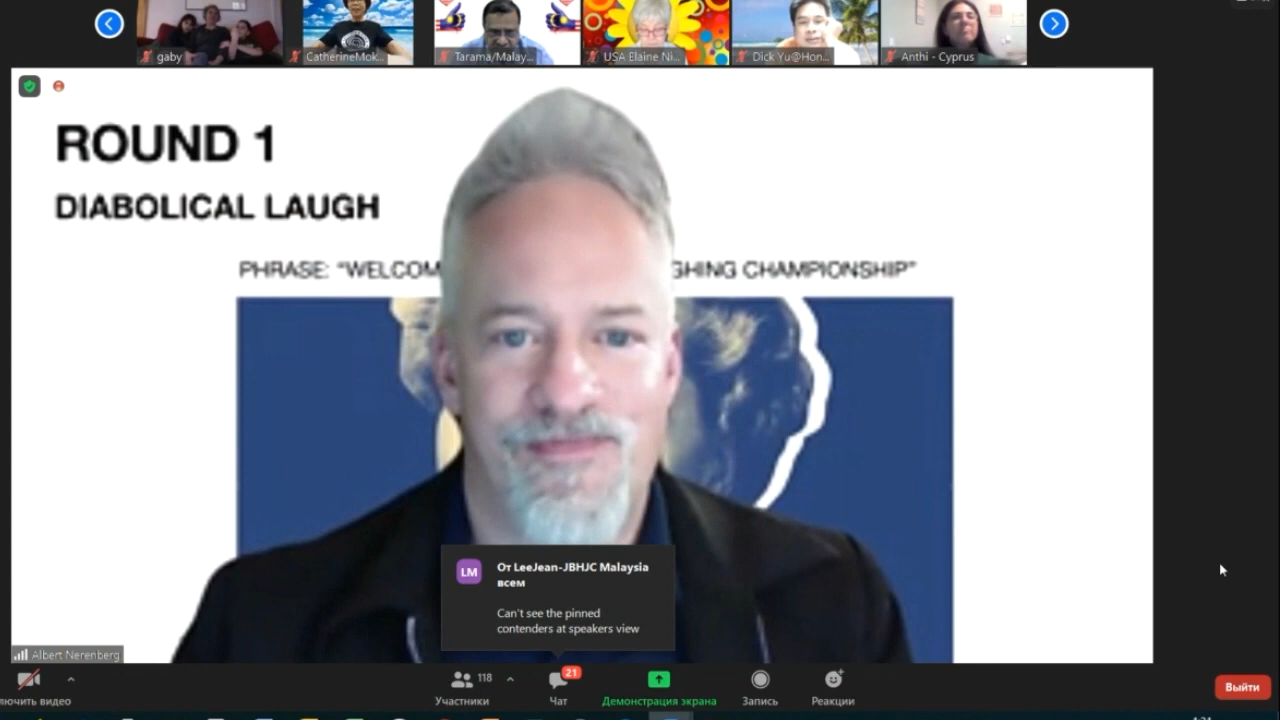 gaby
CatherineMok...
Tarama/Malay...
USA Elaine Ni...
Dick Yu@Hon...
Anthi - Cyprus
ROUND 1
DIABOLICAL LAUGH
PHRASE: "WELCOM GHING CHAMPIONSHIP"
LM
От LeeJean-JBHJC Malaysia
всем
Can't see the pinned
contenders at speakers view
Albert Nerenberg
лючить видео
118
Участники
21
Чат
Демонстрация экрана
Запись
Реакции
Выйти